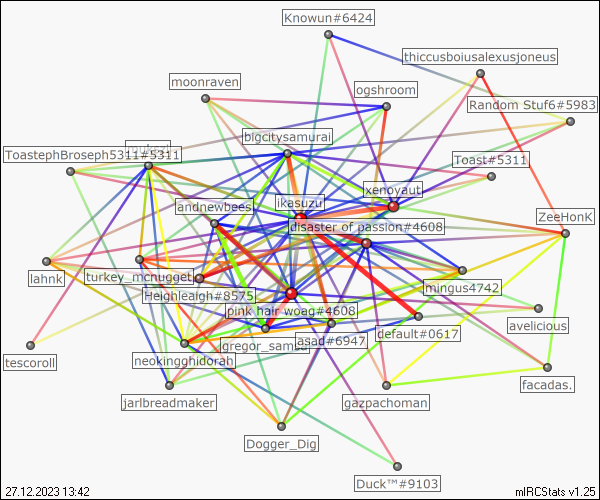 Knowun#6424
thiccusboiusalexusjoneus
moonraven
ogshroom
Random Stuf6#5983
bigcitysamurai
ToastephBroseph5311#5311
Toast#5311
xenoyaut
ikasuzu
andnewbees
disaster of passion#4608
ZeeHonK
lahnk
turkey_mcnugget
Heighleaigh#8575
mingus4742
pink hair woag#4608
avelicious
default#0617
gregor_samsa
asad#6947
neokingghidorah
tescoroll
facadas.
jarlbreadmaker
gazpachoman
Dogger_Dig
Duck™#9103
27.12.2023 13:42
mIRCStats v1.25